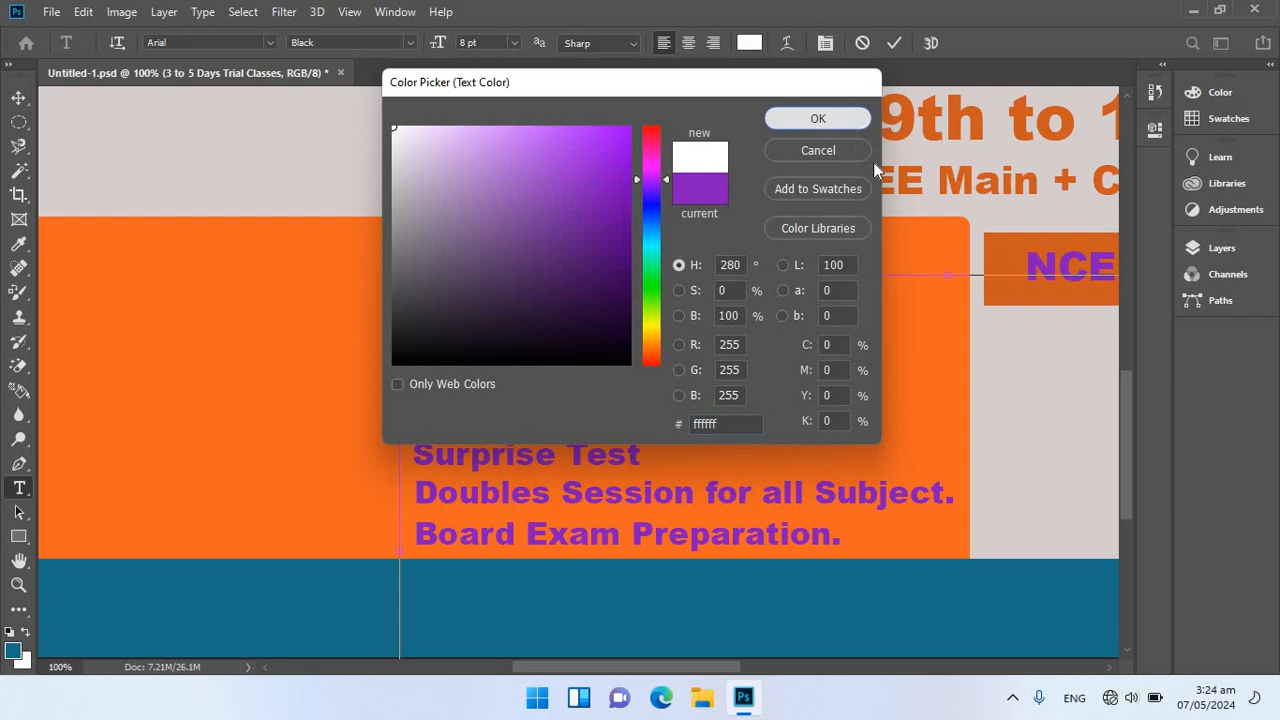 File Edit Image Layer Type Select Filter 3D View Window Help
Arial Black 8 pt Sharp 3D
Untitled-1.psd @ 100% (3 to 5 Days Trial Classes, RGB/8) *
Color Picker (Text Color)
new
OK
Cancel
Add to Swatches
current
Color Libraries
H: 280 ° L: 100
S: 0 % a: 0
B: 100 % b: 0
R: 255 C: 0 %
G: 255 M: 0 %
B: 255 Y: 0 %
# ffffff K: 0 %
Only Web Colors
9th to 1
EE Main + C
NCE
Surprise Test
Doubles Session for all Subject.
Board Exam Preparation.
Color
Swatches
Learn
Libraries
Adjustments
Layers
Channels
Paths
100% Doc: 7.21M/26.1M
ENG
3:24 am
07/05/2024